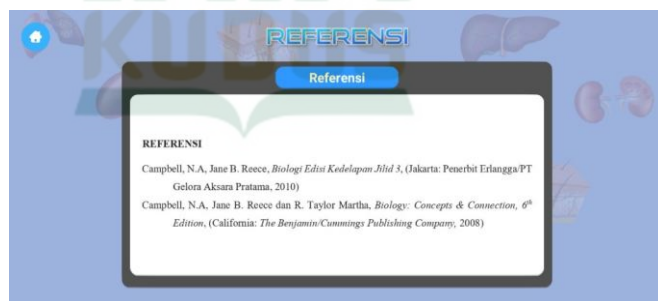 KUDUS
REFERENSI
Referensi
REFERENSI
Campbell, N.A, Jane B. Reece, Biologi Edisi Kedelapan Jilid 3, (Jakarta: Penerbit Erlangga/PT
Gelora Aksara Pratama, 2010)
Campbell, N.A, Jane B. Reece dan R. Taylor Martha, Biology: Concepts & Connection, 6th
Edition, (California: The Benjamin/Cummings Publishing Company, 2008)